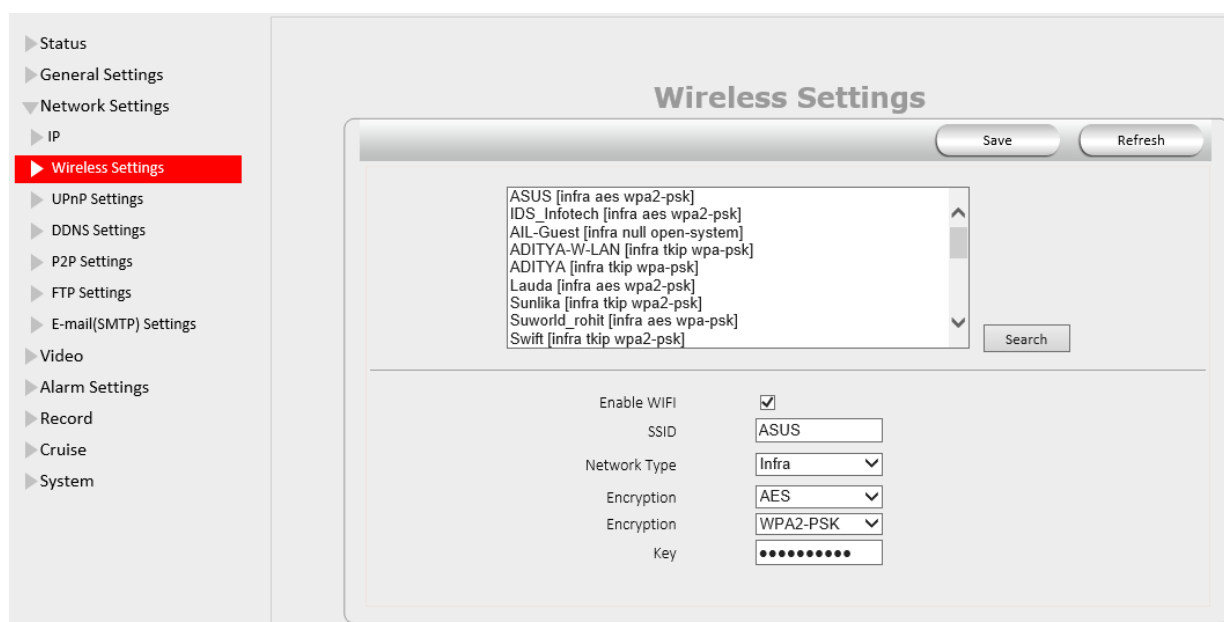 Status
General Settings
Network Settings
IP
Wireless Settings
UPnP Settings
DDNS Settings
P2P Settings
FTP Settings
E-mail(SMTP) Settings
Video
Alarm Settings
Record
Cruise
System
Wireless Settings
Save Refresh
ASUS [infra aes wpa2-psk]
IDS_Infotech [infra aes wpa2-psk]
AIL-Guest [infra null open-system]
ADITYA-W-LAN [infra tkip wpa-psk]
ADITYA [infra tkip wpa-psk]
Lauda [infra aes wpa2-psk]
Sunlika [infra tkip wpa2-psk]
Suworld_rohit [infra aes wpa-psk]
Swift [infra tkip wpa2-psk]
Search
Enable WIFI
SSID ASUS
Network Type Infra
Encryption AES
Encryption WPA2-PSK
Key ••••••••••